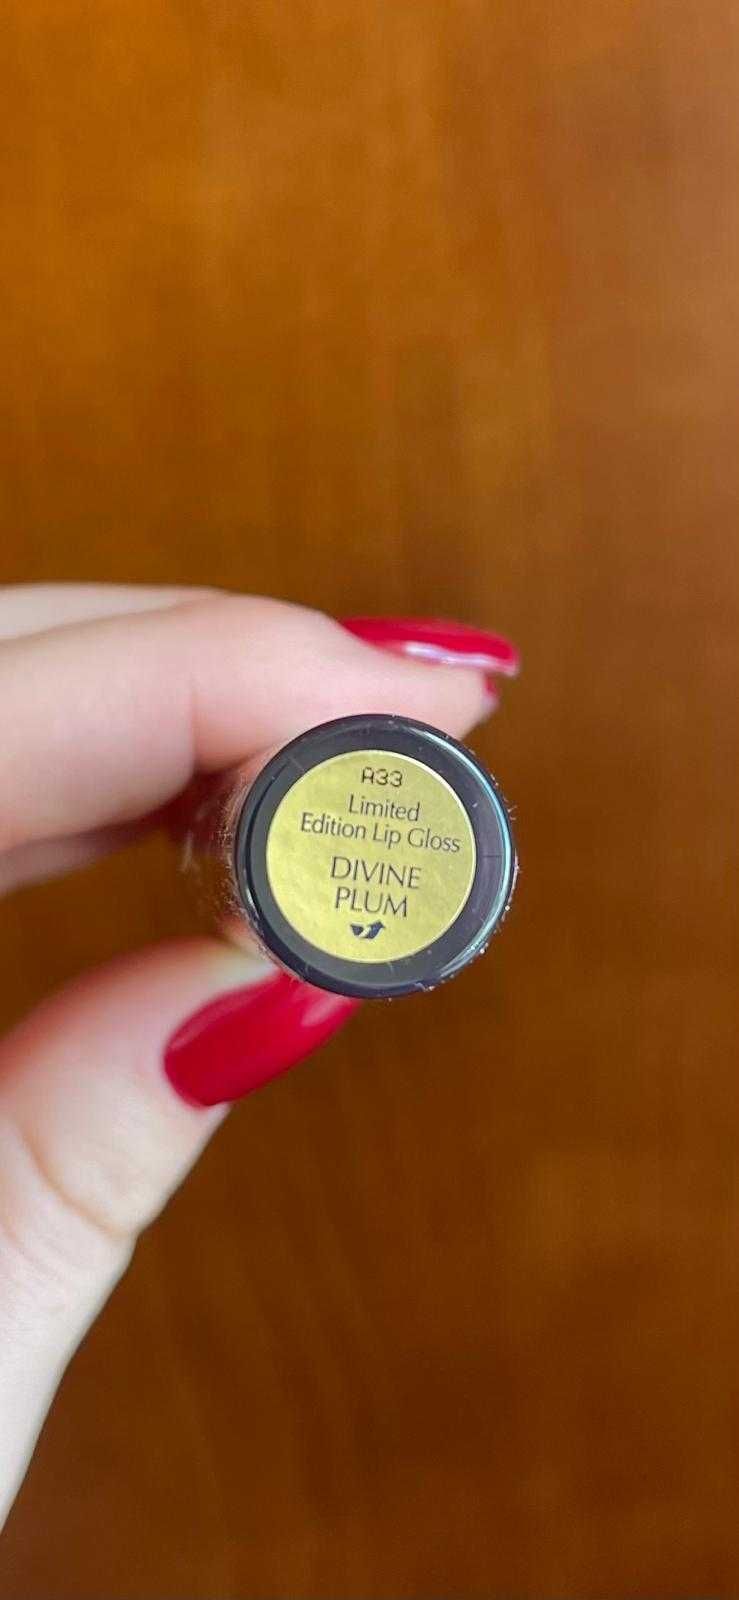 A33
Limited
Edition Lip Gloss
DIVINE
PLUM